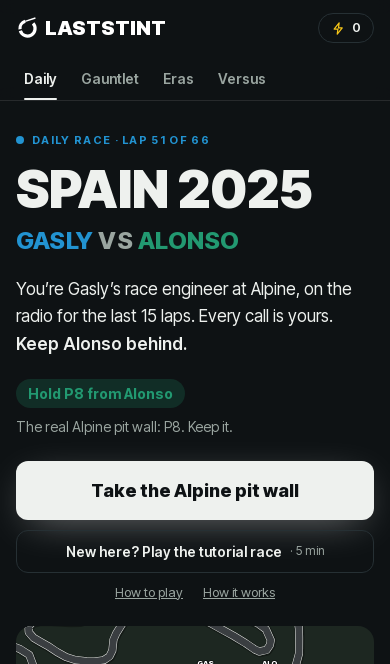 LASTSTINT
0
Daily Gauntlet Eras Versus
DAILY RACE · LAP 51 OF 66
SPAIN 2025
GASLY VS ALONSO
You’re Gasly’s race engineer at Alpine, on the
radio for the last 15 laps. Every call is yours.
Keep Alonso behind.
Hold P8 from Alonso
The real Alpine pit wall: P8. Keep it.
Take the Alpine pit wall
New here? Play the tutorial race · 5 min
How to play How it works
GAS ALO